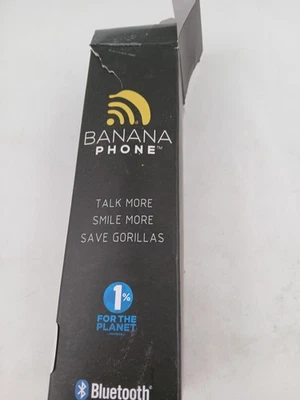 BANANA
PHONE™
TALK MORE
SMILE MORE
SAVE GORILLAS
1%
FOR THE
PLANET
Bluetooth®